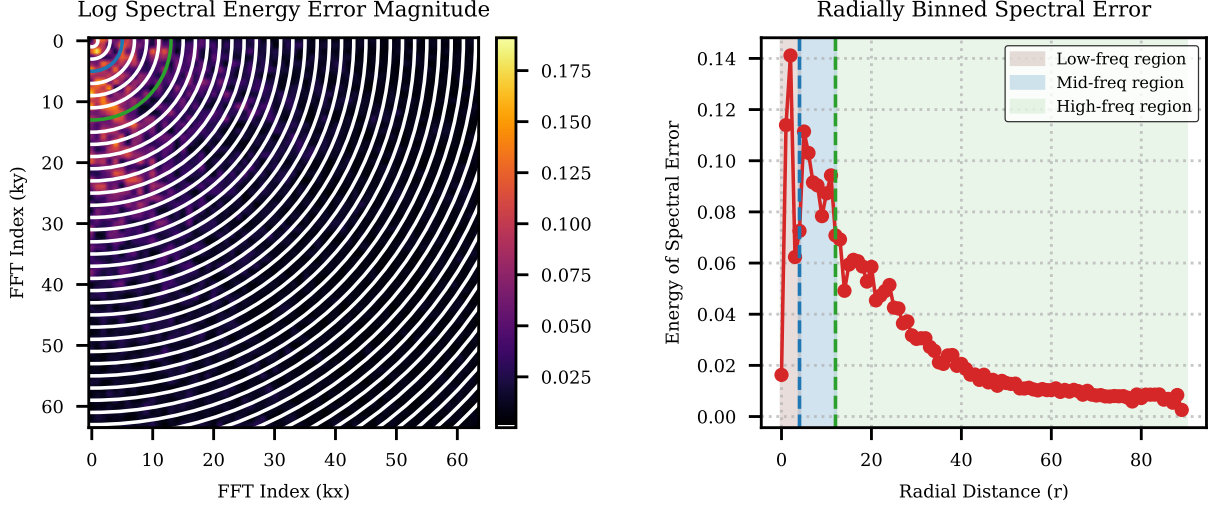 Log Spectral Energy Error Magnitude
0
10
20
30
40
50
60
FFT Index (ky)
0 10 20 30 40 50 60
FFT Index (kx)
0.175
0.150
0.125
0.100
0.075
0.050
0.025
Radially Binned Spectral Error
0.14
0.12
0.10
0.08
0.06
0.04
0.02
0.00
Energy of Spectral Error
Low-freq region
Mid-freq region
High-freq region
0 20 40 60 80
Radial Distance (r)